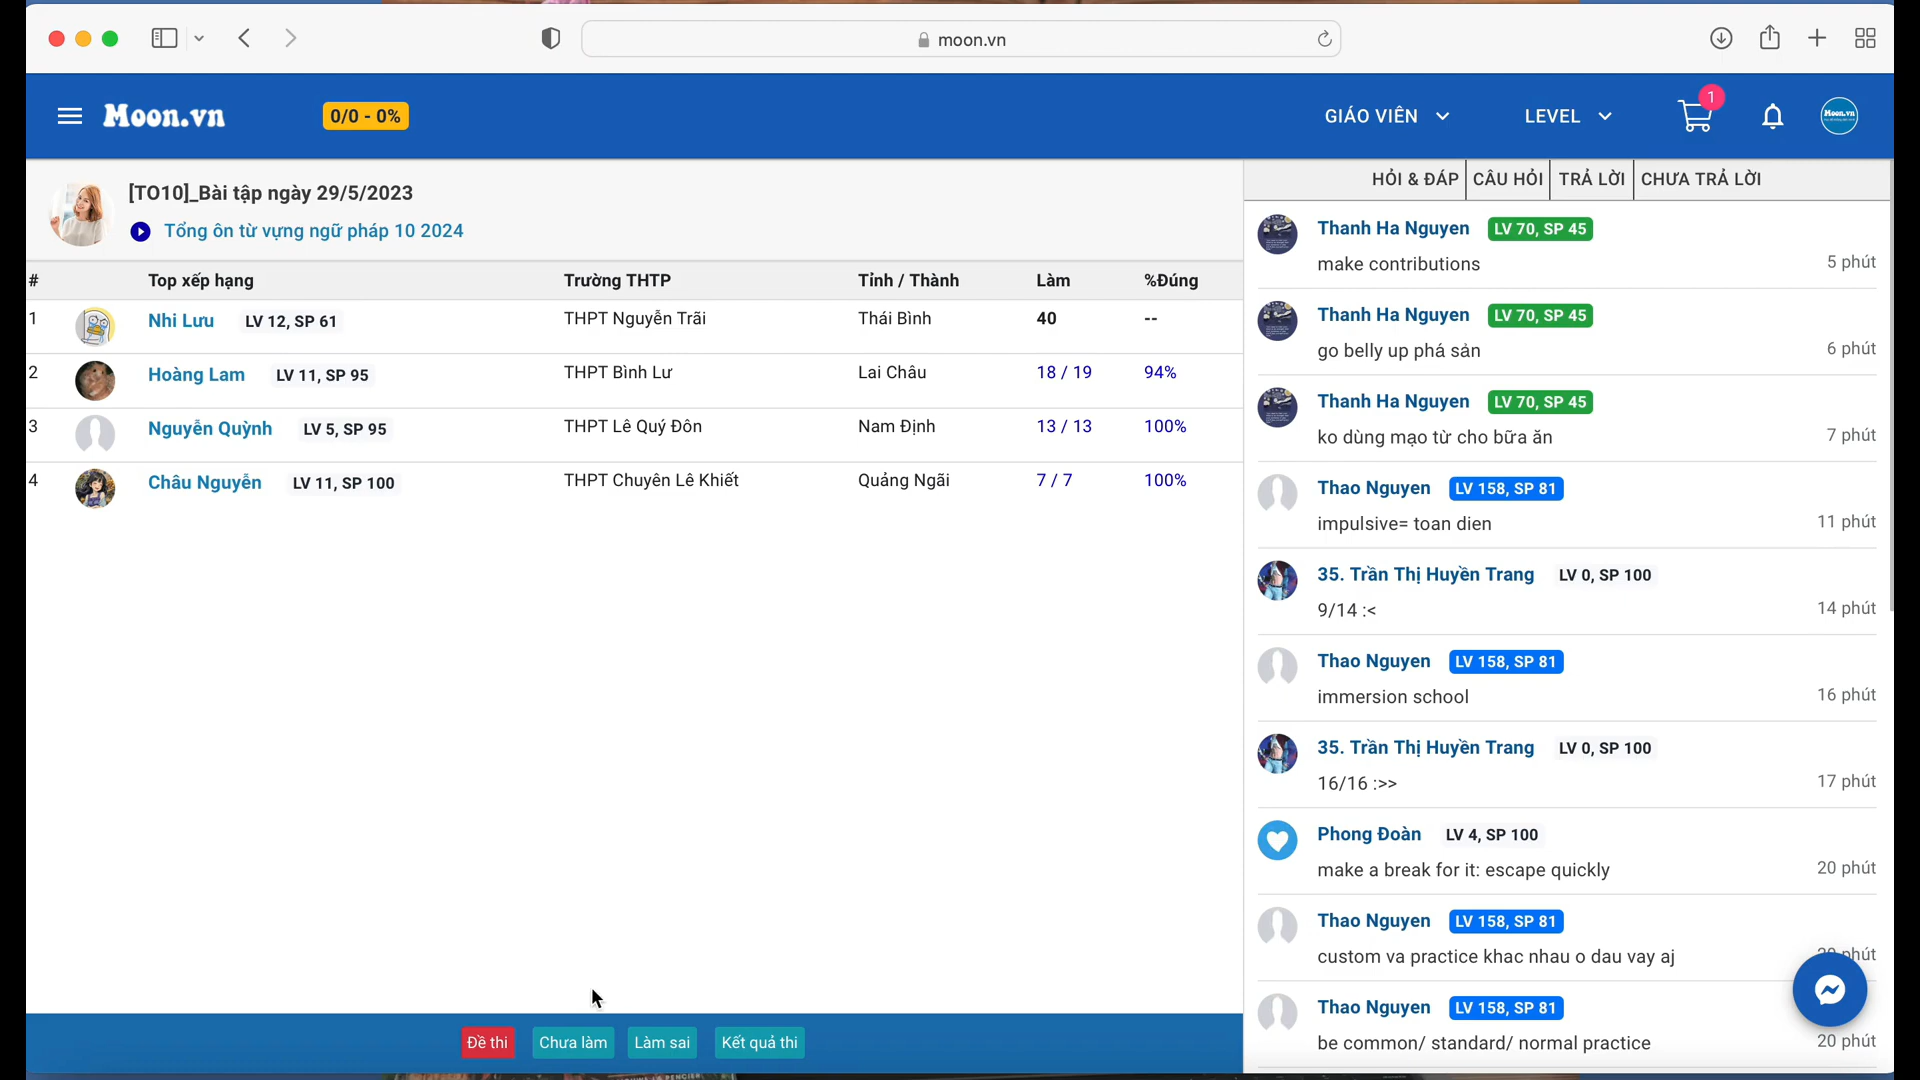 moon.vn
Moon.vn
0/0 - 0%
GIÁO VIÊN
LEVEL
1
Moon.vn
[TO10]_Bài tập ngày 29/5/2023
Tổng ôn từ vựng ngữ pháp 10 2024
# Top xếp hạng Trường THTP Tỉnh / Thành Làm %Đúng
1 Nhi Lưu LV 12, SP 61 THPT Nguyễn Trãi Thái Bình 40 --
2 Hoàng Lam LV 11, SP 95 THPT Bình Lư Lai Châu 18 / 19 94%
3 Nguyễn Quỳnh LV 5, SP 95 THPT Lê Quý Đôn Nam Định 13 / 13 100%
4 Châu Nguyễn LV 11, SP 100 THPT Chuyên Lê Khiết Quảng Ngãi 7 / 7 100%
Đề thi Chưa làm Làm sai Kết quả thi
HỎI & ĐÁP CÂU HỎI TRẢ LỜI CHƯA TRẢ LỜI
Thanh Ha Nguyen LV 70, SP 45
make contributions 5 phút
Thanh Ha Nguyen LV 70, SP 45
go belly up phá sản 6 phút
Thanh Ha Nguyen LV 70, SP 45
ko dùng mạo từ cho bữa ăn 7 phút
Thao Nguyen LV 158, SP 81
impulsive= toan dien 11 phút
35. Trần Thị Huyền Trang LV 0, SP 100
9/14 :< 14 phút
Thao Nguyen LV 158, SP 81
immersion school 16 phút
35. Trần Thị Huyền Trang LV 0, SP 100
16/16 :>> 17 phút
Phong Đoàn LV 4, SP 100
make a break for it: escape quickly 20 phút
Thao Nguyen LV 158, SP 81
custom va practice khac nhau o dau vay aj 20 phút
Thao Nguyen LV 158, SP 81
be common/ standard/ normal practice 20 phút